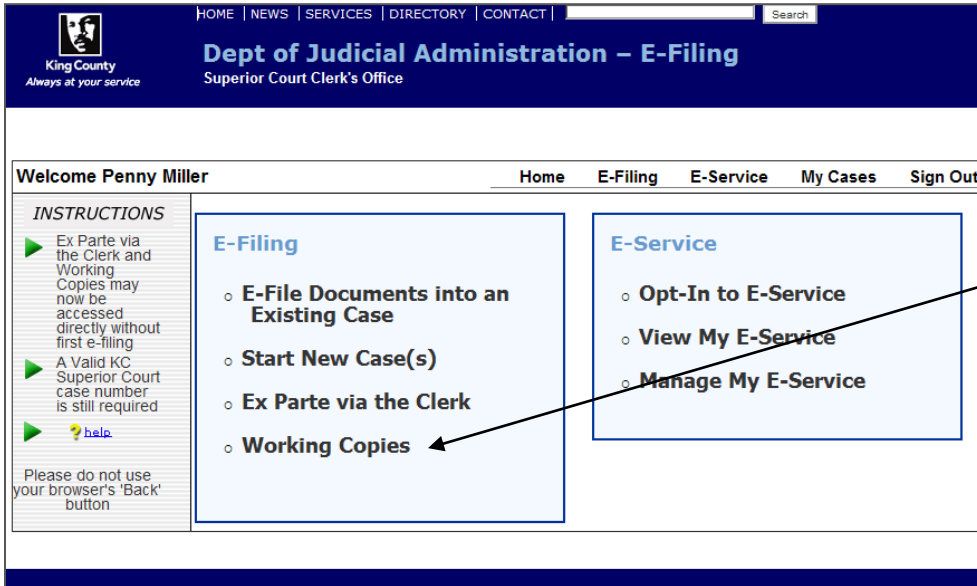 HOME | NEWS | SERVICES | DIRECTORY | CONTACT |
Search
King County
Always at your service
Dept of Judicial Administration – E-Filing
Superior Court Clerk's Office
Welcome Penny Miller
Home E-Filing E-Service My Cases Sign Out
INSTRUCTIONS
Ex Parte via
the Clerk and
Working
Copies may
now be
accessed
directly without
first e-filing
A Valid KC
Superior Court
case number
is still required
? help
Please do not use
your browser's 'Back'
button
E-Filing
E-File Documents into an
Existing Case
Start New Case(s)
Ex Parte via the Clerk
Working Copies
E-Service
Opt-In to E-Service
View My E-Service
Manage My E-Service